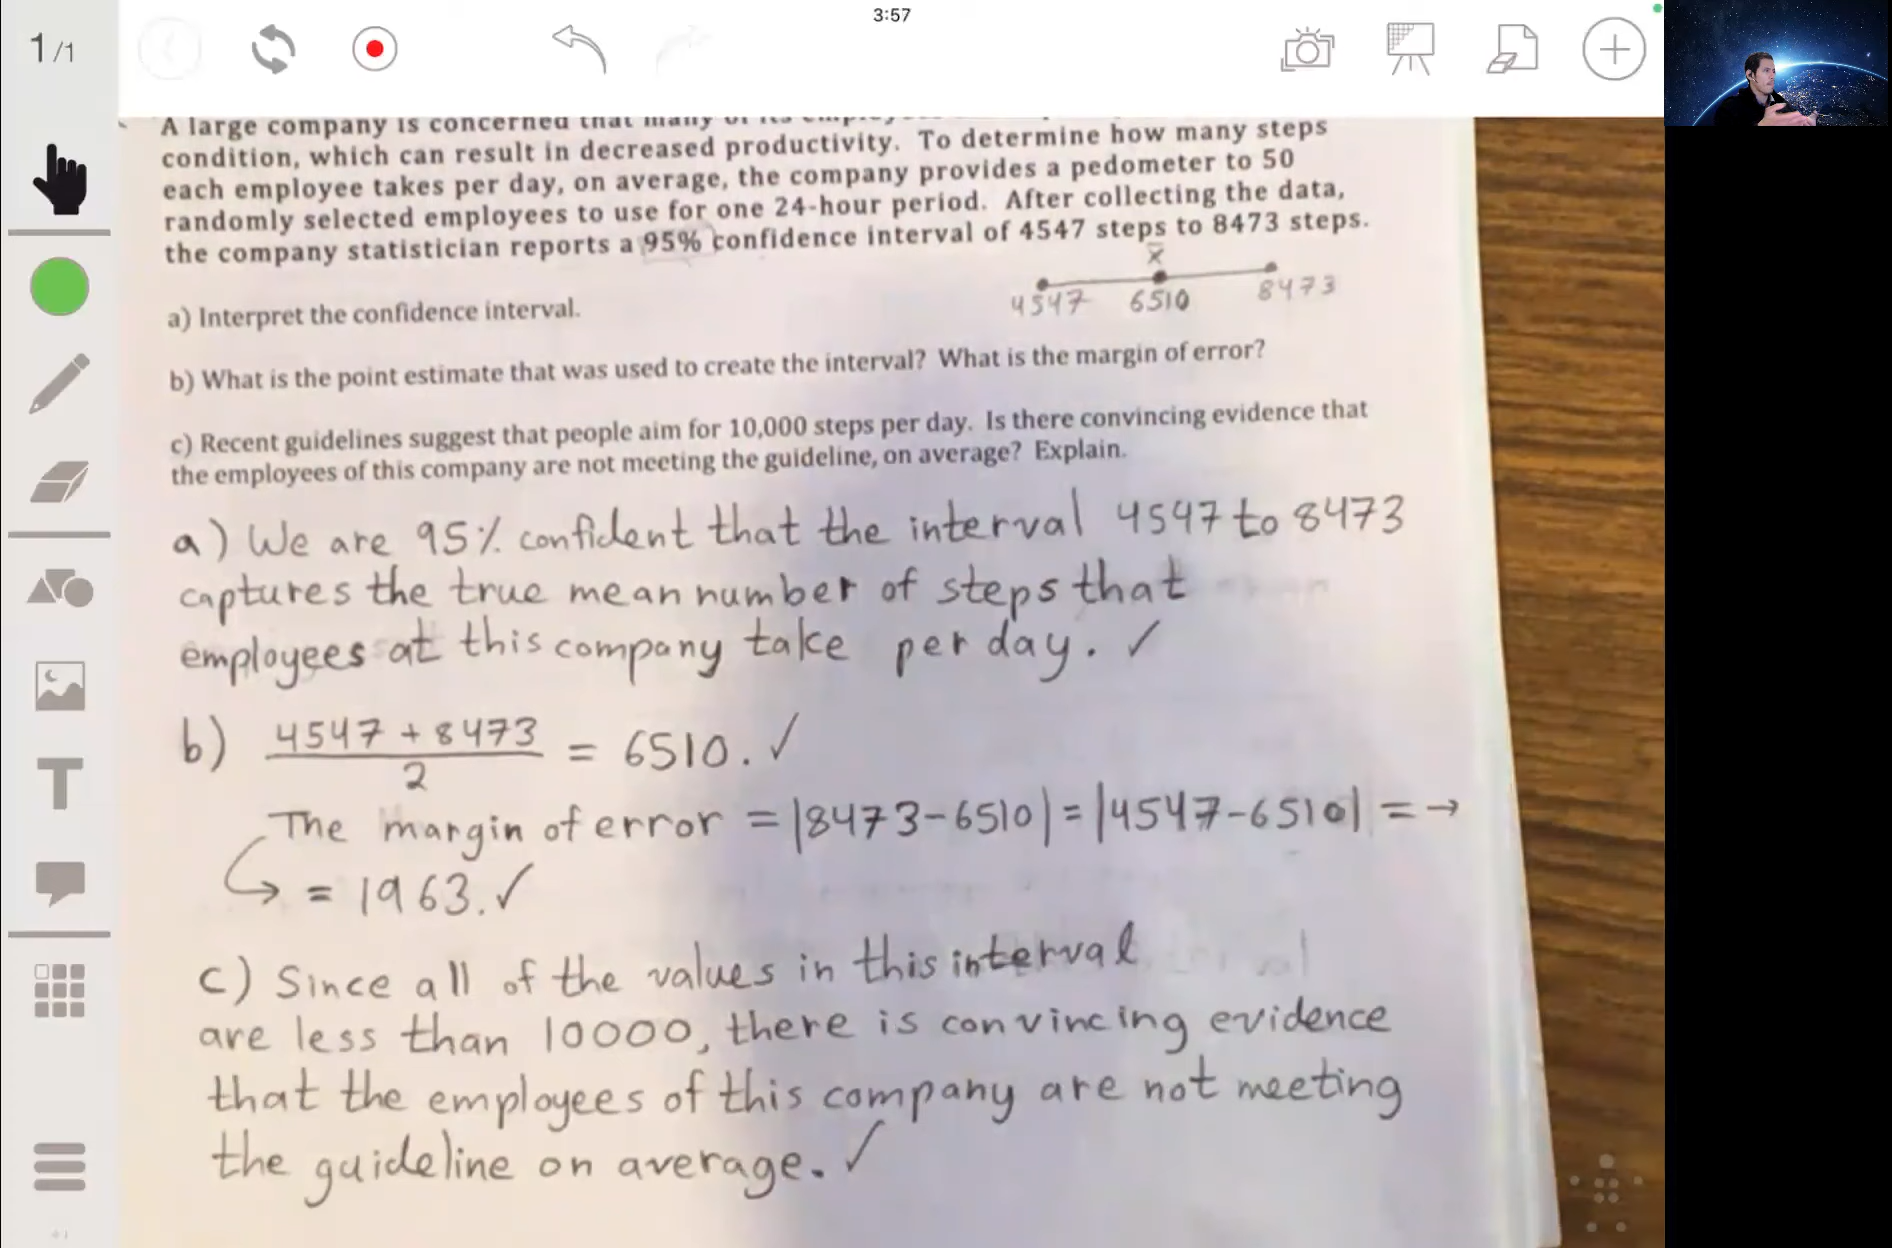 3:57
1/1
A large company is concerned that many of its
condition, which can result in decreased productivity. To determine how many steps
each employee takes per day, on average, the company provides a pedometer to 50
randomly selected employees to use for one 24-hour period. After collecting the data,
the company statistician reports a 95% confidence interval of 4547 steps to 8473 steps.
x̄
4547 6510 8473
a) Interpret the confidence interval.
b) What is the point estimate that was used to create the interval? What is the margin of error?
c) Recent guidelines suggest that people aim for 10,000 steps per day. Is there convincing evidence that
the employees of this company are not meeting the guideline, on average? Explain.
a) We are 95% confident that the interval 4547 to 8473
captures the true mean number of steps that
employees at this company take per day. ✓
b) 4547 + 8473
2
= 6510. ✓
The margin of error = |8473-6510| = |4547-6510| = →
↳ = 1963. ✓
c) Since all of the values in this interval
are less than 10000, there is convincing evidence
that the employees of this company are not meeting
the guideline on average. ✓
T